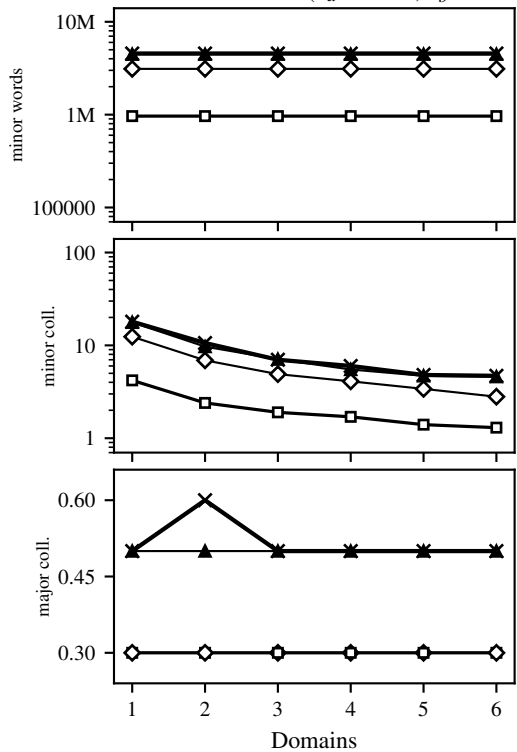 10M
1M
100000
minor words
100
10
1
minor coll.
0.60
0.45
0.30
major coll.
1 2 3 4 5 6
Domains